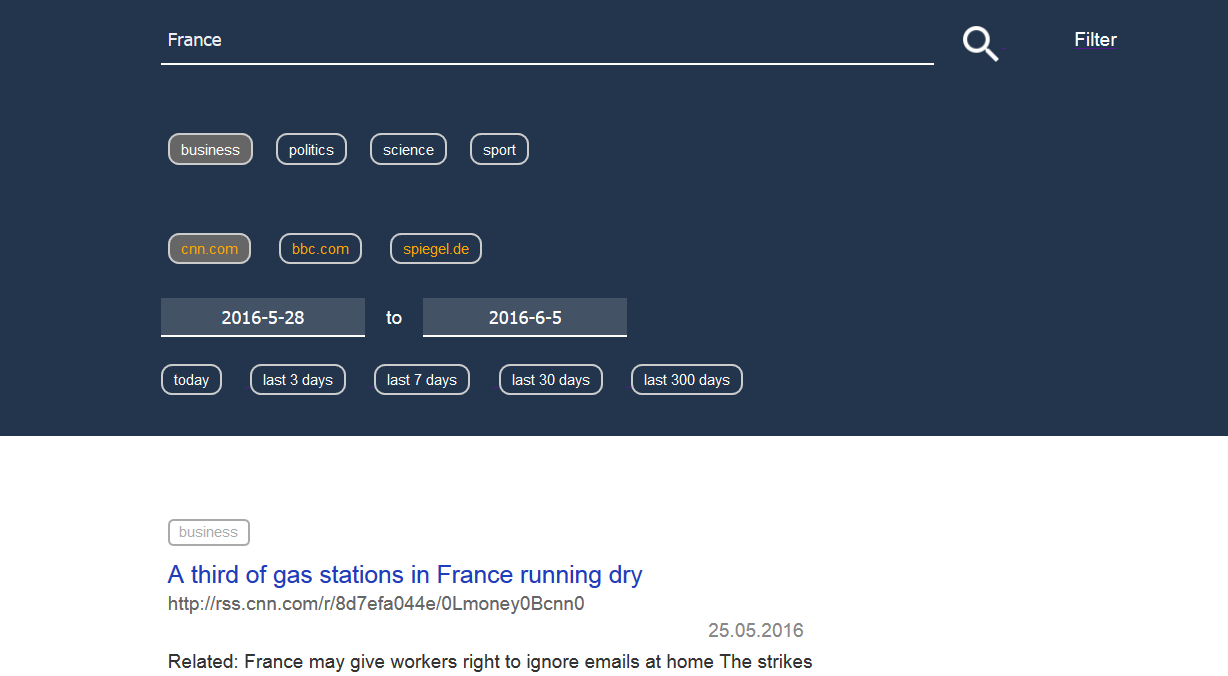 France Filter
business politics science sport
cnn.com bbc.com spiegel.de
2016-5-28 to 2016-6-5
today last 3 days last 7 days last 30 days last 300 days
business
A third of gas stations in France running dry
http://rss.cnn.com/r/8d7efa044e/0Lmoney0Bcnn0
25.05.2016
Related: France may give workers right to ignore emails at home The strikes